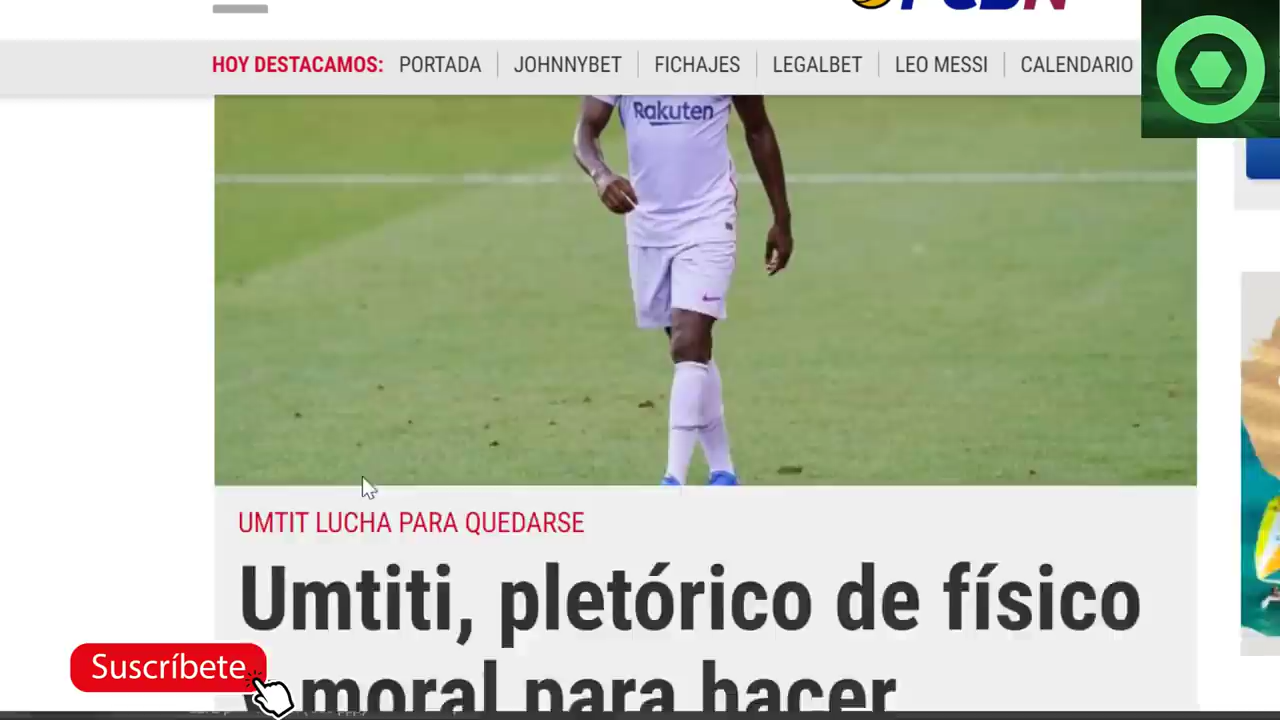 FCBN
HOY DESTACAMOS: PORTADA JOHNNYBET FICHAJES LEGALBET LEO MESSI CALENDARIO
Rakuten
UMTIT LUCHA PARA QUEDARSE
Umtiti, pletórico de físico
moral para hacer
Suscríbete